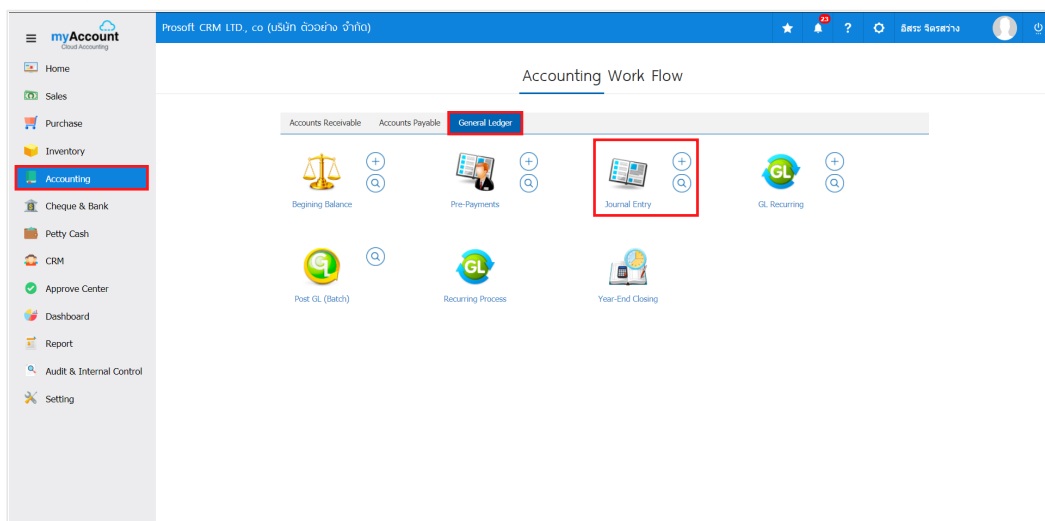 myAccount
Cloud Accounting
Prosoft CRM LTD., co (บริษัท ตัวอย่าง จำกัด)
23
?
อิสระ จิตรสว่าง
Home
Sales
Purchase
Inventory
Accounting
Cheque & Bank
Petty Cash
CRM
Approve Center
Dashboard
Report
Audit & Internal Control
Setting
Accounting Work Flow
Accounts Receivable
Accounts Payable
General Ledger
Begining Balance
Pre-Payments
Journal Entry
GL
GL Recurring
G
Post GL (Batch)
GL
Recurring Process
Year-End Closing